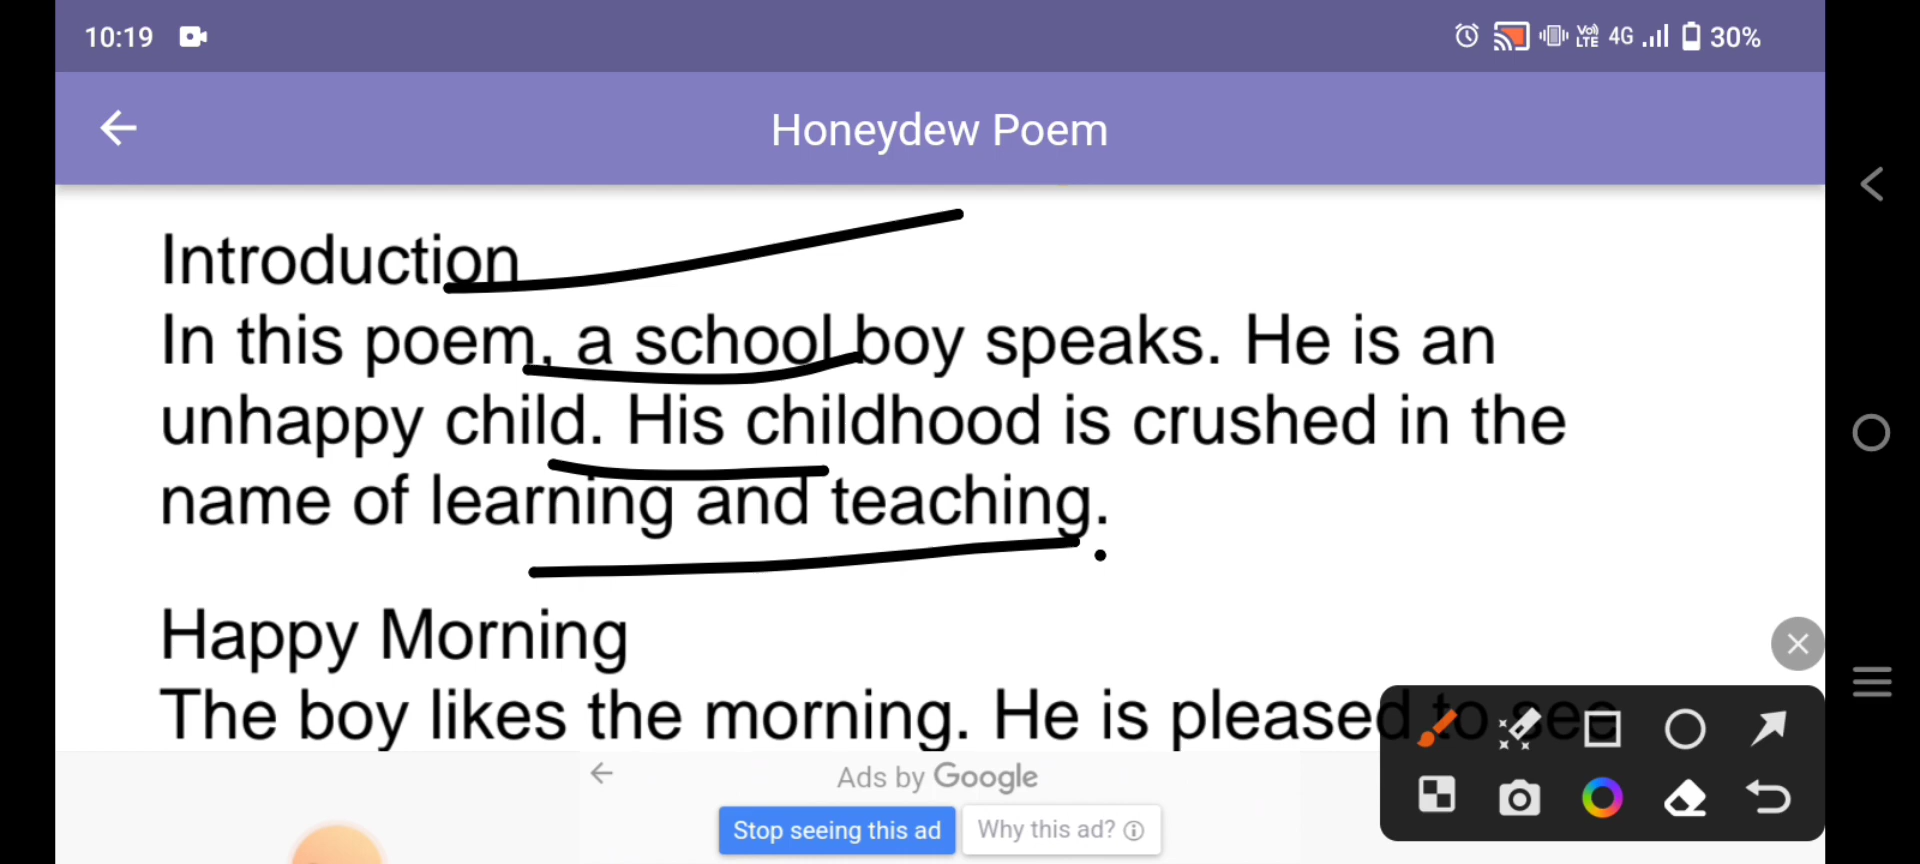 10:19
Vo) LTE 4G 30%
Honeydew Poem
Introduction
In this poem, a school boy speaks. He is an
unhappy child. His childhood is crushed in the
name of learning and teaching.
Happy Morning
The boy likes the morning. He is pleased to see
Ads by Google
Stop seeing this ad
Why this ad?